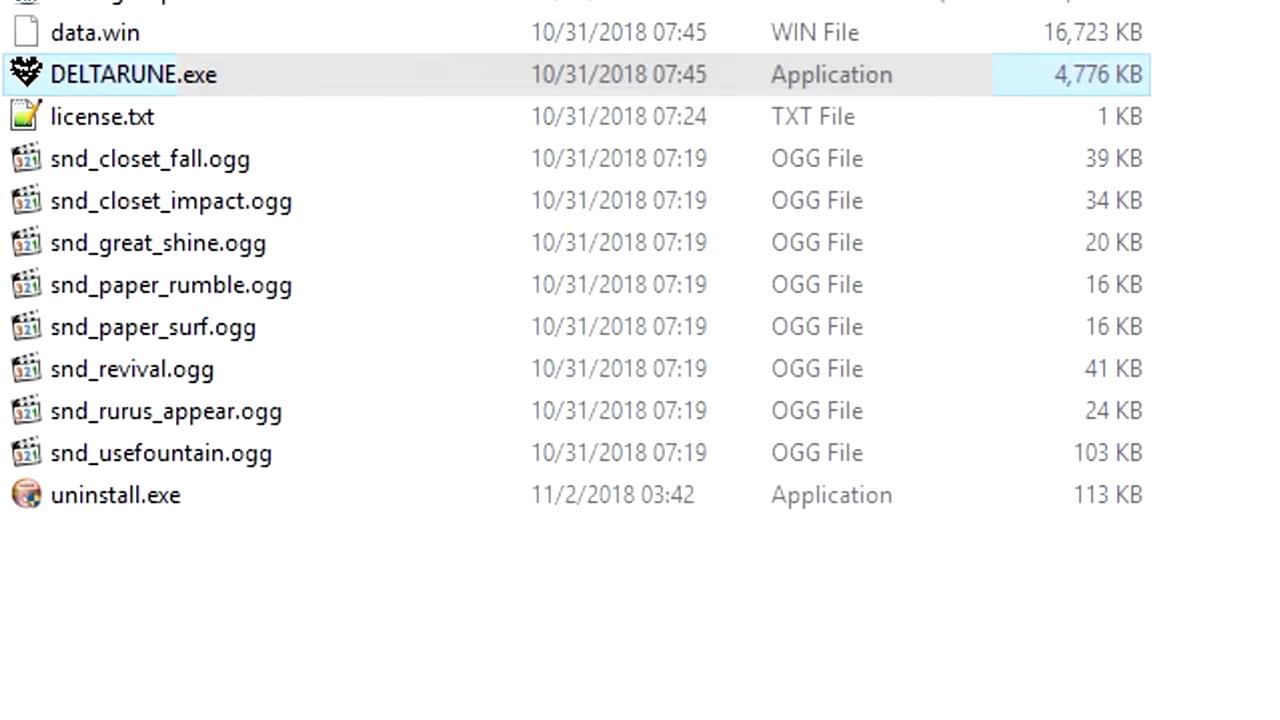 data.win 10/31/2018 07:45 WIN File 16,723 KB
DELTARUNE.exe 10/31/2018 07:45 Application 4,776 KB
license.txt 10/31/2018 07:24 TXT File 1 KB
snd_closet_fall.ogg 10/31/2018 07:19 OGG File 39 KB
snd_closet_impact.ogg 10/31/2018 07:19 OGG File 34 KB
snd_great_shine.ogg 10/31/2018 07:19 OGG File 20 KB
snd_paper_rumble.ogg 10/31/2018 07:19 OGG File 16 KB
snd_paper_surf.ogg 10/31/2018 07:19 OGG File 16 KB
snd_revival.ogg 10/31/2018 07:19 OGG File 41 KB
snd_rurus_appear.ogg 10/31/2018 07:19 OGG File 24 KB
snd_usefountain.ogg 10/31/2018 07:19 OGG File 103 KB
uninstall.exe 11/2/2018 03:42 Application 113 KB